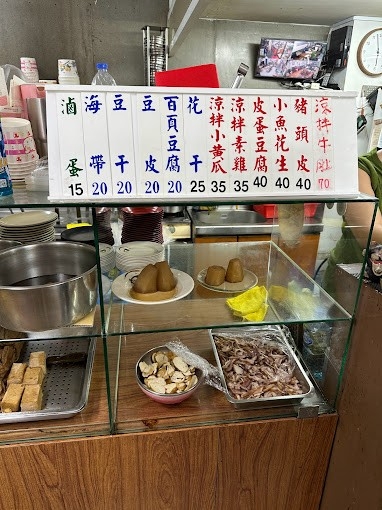 滷蛋 15
海帶 20
豆干 20
豆皮 20
百頁豆腐 20
花干 25
涼拌小黃瓜 35
涼拌素雞 35
皮蛋豆腐 40
小魚花生 40
豬頭皮 40
涼拌牛肚 70